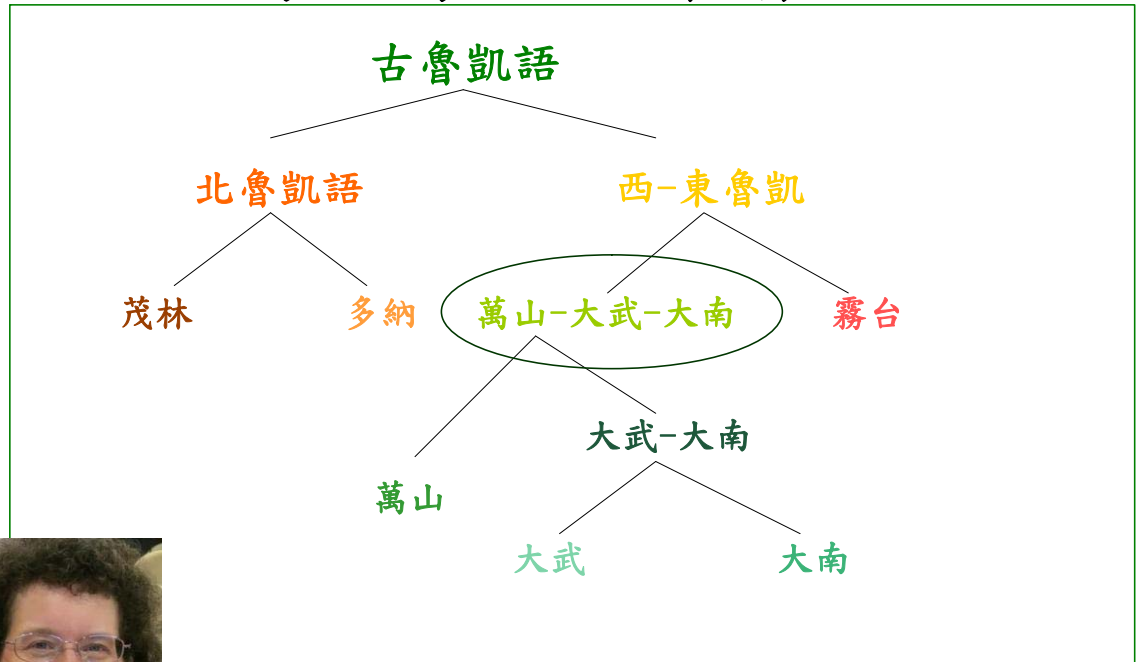 古魯凱語
北魯凱語 西-東魯凱
茂林 多納 萬山-大武-大南 霧台
大武-大南
萬山
大武 大南